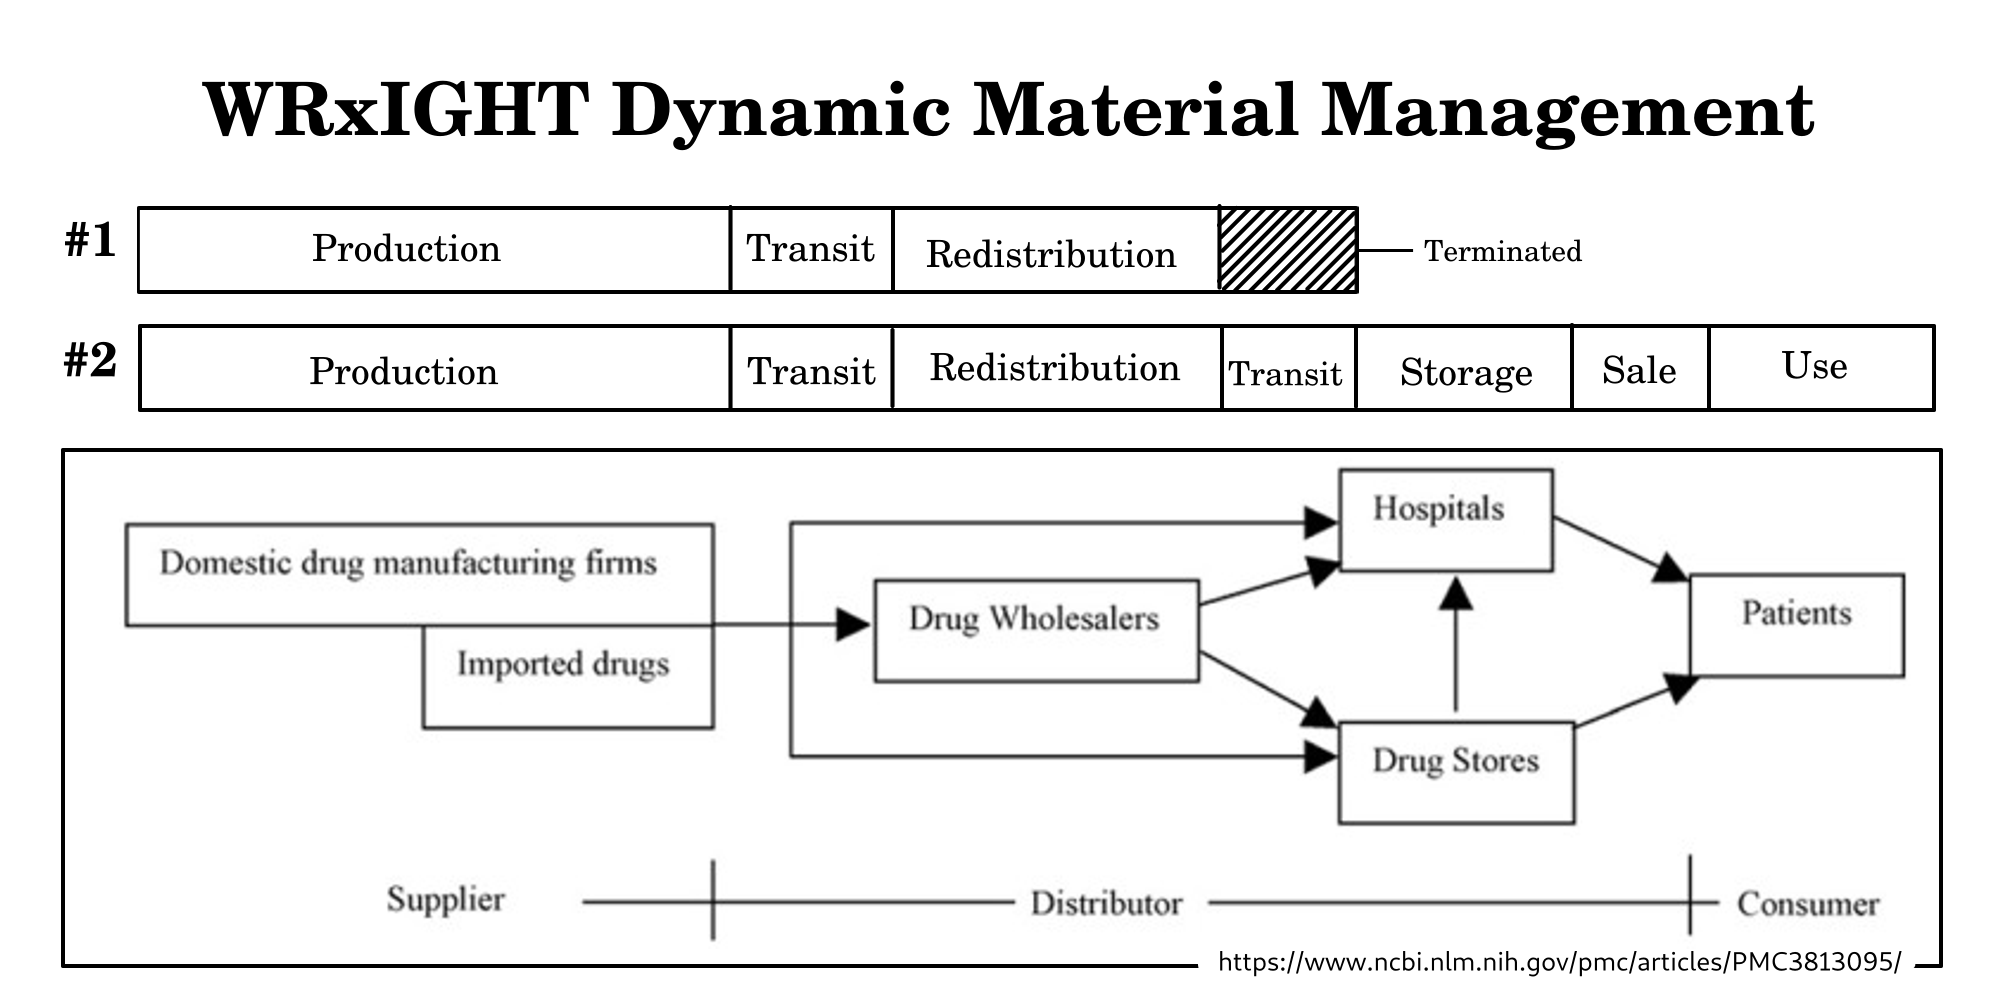 WRxIGHT Dynamic Material Management
#1
Production
Transit
Redistribution
Terminated
#2
Production
Transit
Redistribution
Transit
Storage
Sale
Use
Hospitals
Domestic drug manufacturing firms
Drug Wholesalers
Patients
Imported drugs
Drug Stores
Supplier
Distributor
Consumer
https://www.ncbi.nlm.nih.gov/pmc/articles/PMC3813095/